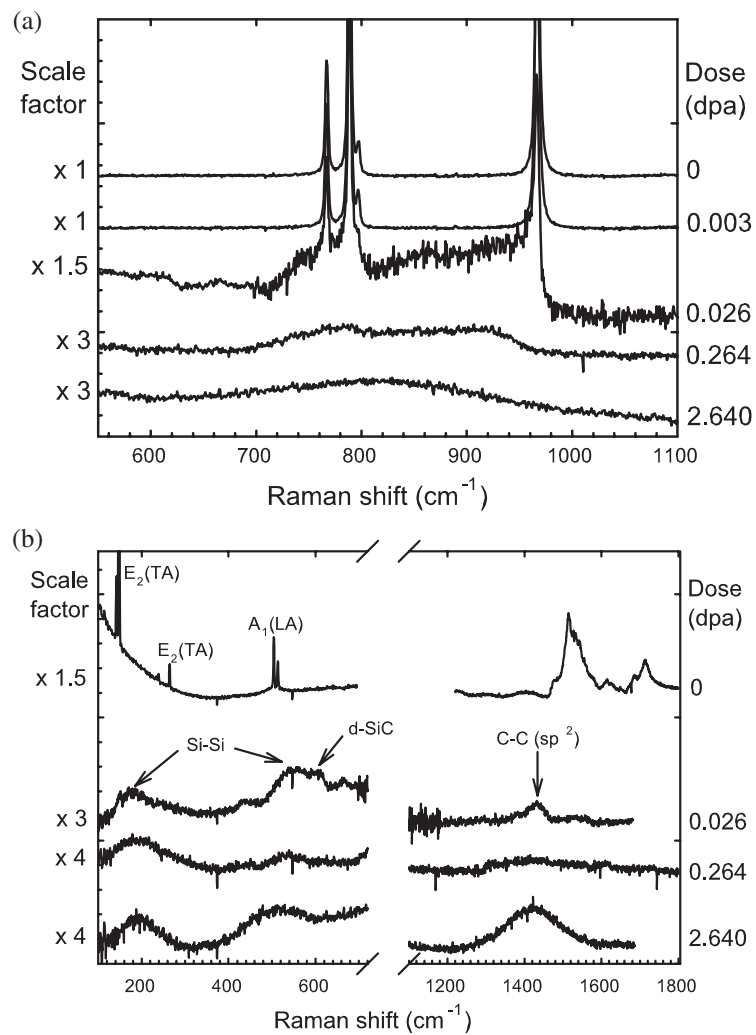 (a)
Scale factor
Dose (dpa)
x 1
0
x 1
0.003
x 1.5
0.026
x 3
0.264
x 3
2.640
600 700 800 900 1000 1100
Raman shift (cm⁻¹)
(b)
Scale factor
Dose (dpa)
E₂(TA)
E₂(TA)
A₁(LA)
x 1.5
0
Si-Si
d-SiC
C-C (sp ²)
x 3
0.026
x 4
0.264
x 4
2.640
200 400 600 1200 1400 1600 1800
Raman shift (cm⁻¹)